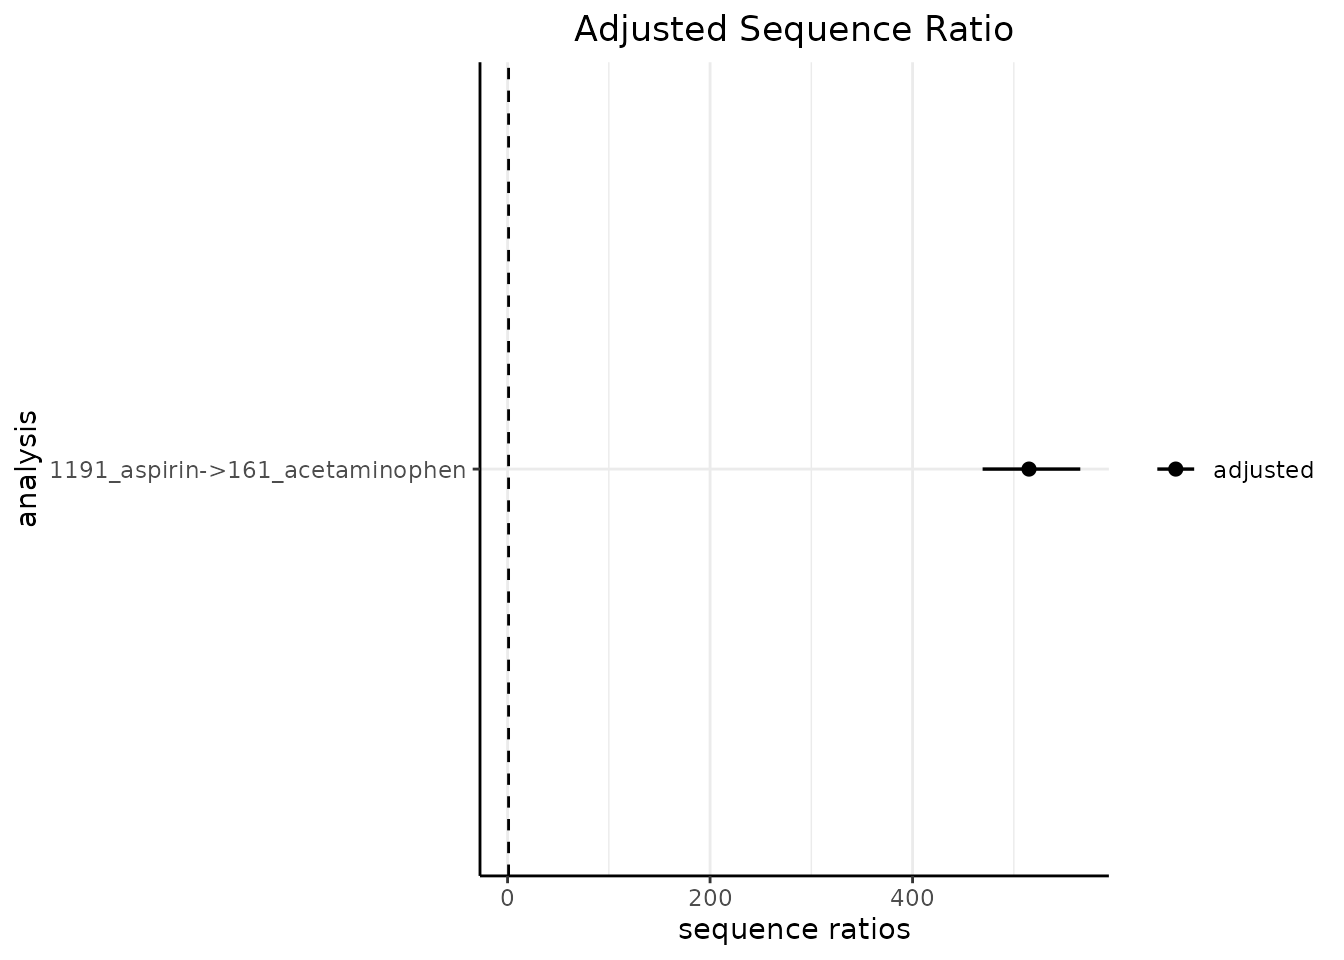 Adjusted Sequence Ratio
analysis
1191_aspirin->161_acetaminophen
adjusted
0 200 400
sequence ratios